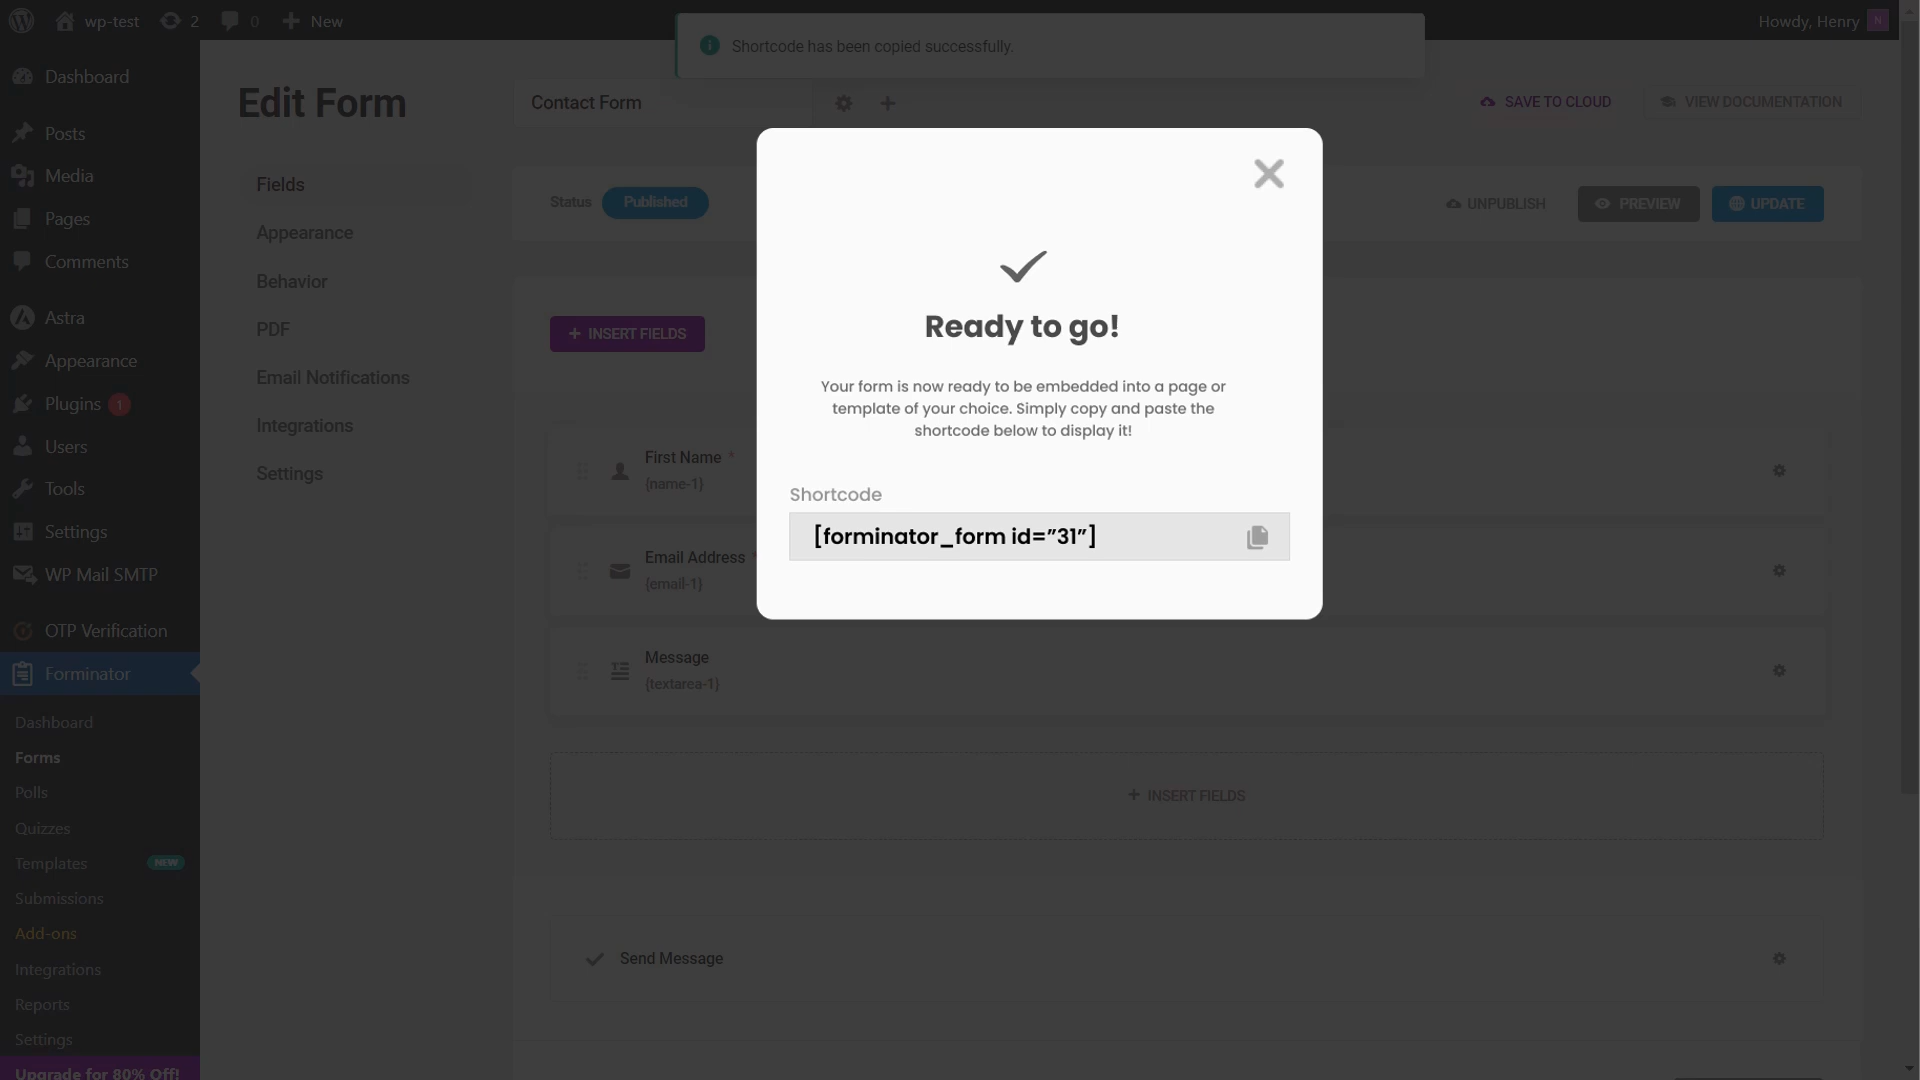 wp-test
2
0
New
Howdy, Henry
N
Shortcode has been copied successfully.
Dashboard
Posts
Media
Pages
Comments
Astra
Appearance
Plugins 1
Users
Tools
Settings
WP Mail SMTP
OTP Verification
Forminator
Dashboard
Forms
Polls
Quizzes
Templates NEW
Submissions
Add-ons
Integrations
Reports
Settings
Upgrade for 80% Off!
Edit Form
Contact Form
SAVE TO CLOUD
VIEW DOCUMENTATION
Fields
Appearance
Behavior
PDF
Email Notifications
Integrations
Settings
Status Published
UNPUBLISH
PREVIEW
UPDATE
+ INSERT FIELDS
Ready to go!
Your form is now ready to be embedded into a page or
template of your choice. Simply copy and paste the
shortcode below to display it!
Shortcode
[forminator_form id=”31”]
First Name *
{name-1}
Email Address *
{email-1}
Message
{textarea-1}
+ INSERT FIELDS
Send Message